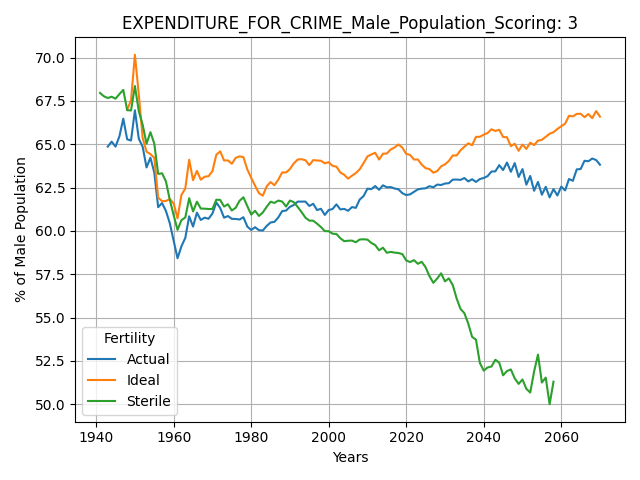 EXPENDITURE_FOR_CRIME_Male_Population_Scoring: 3
% of Male Population
70.0
67.5
65.0
62.5
60.0
57.5
55.0
52.5
50.0
Fertility
Actual
Ideal
Sterile
1940 1960 1980 2000 2020 2040 2060
Years